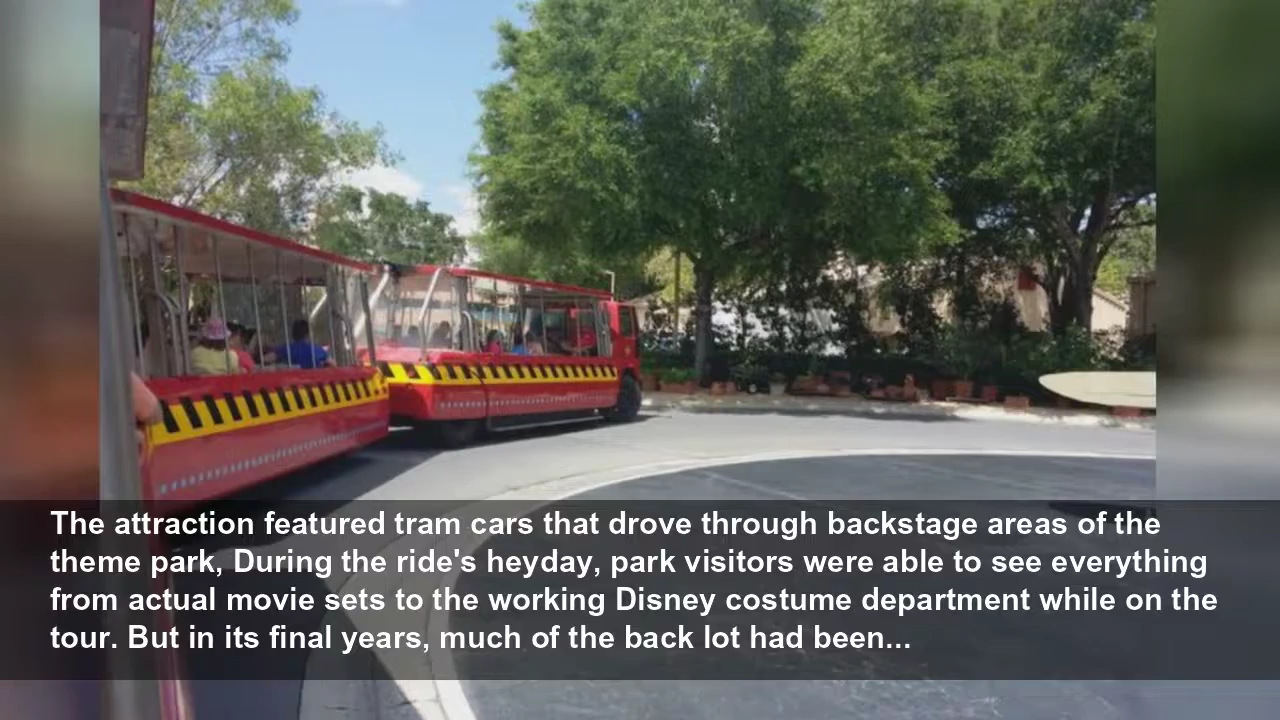 The attraction featured tram cars that drove through backstage areas of the
theme park, During the ride's heyday, park visitors were able to see everything
from actual movie sets to the working Disney costume department while on the
tour. But in its final years, much of the back lot had been...